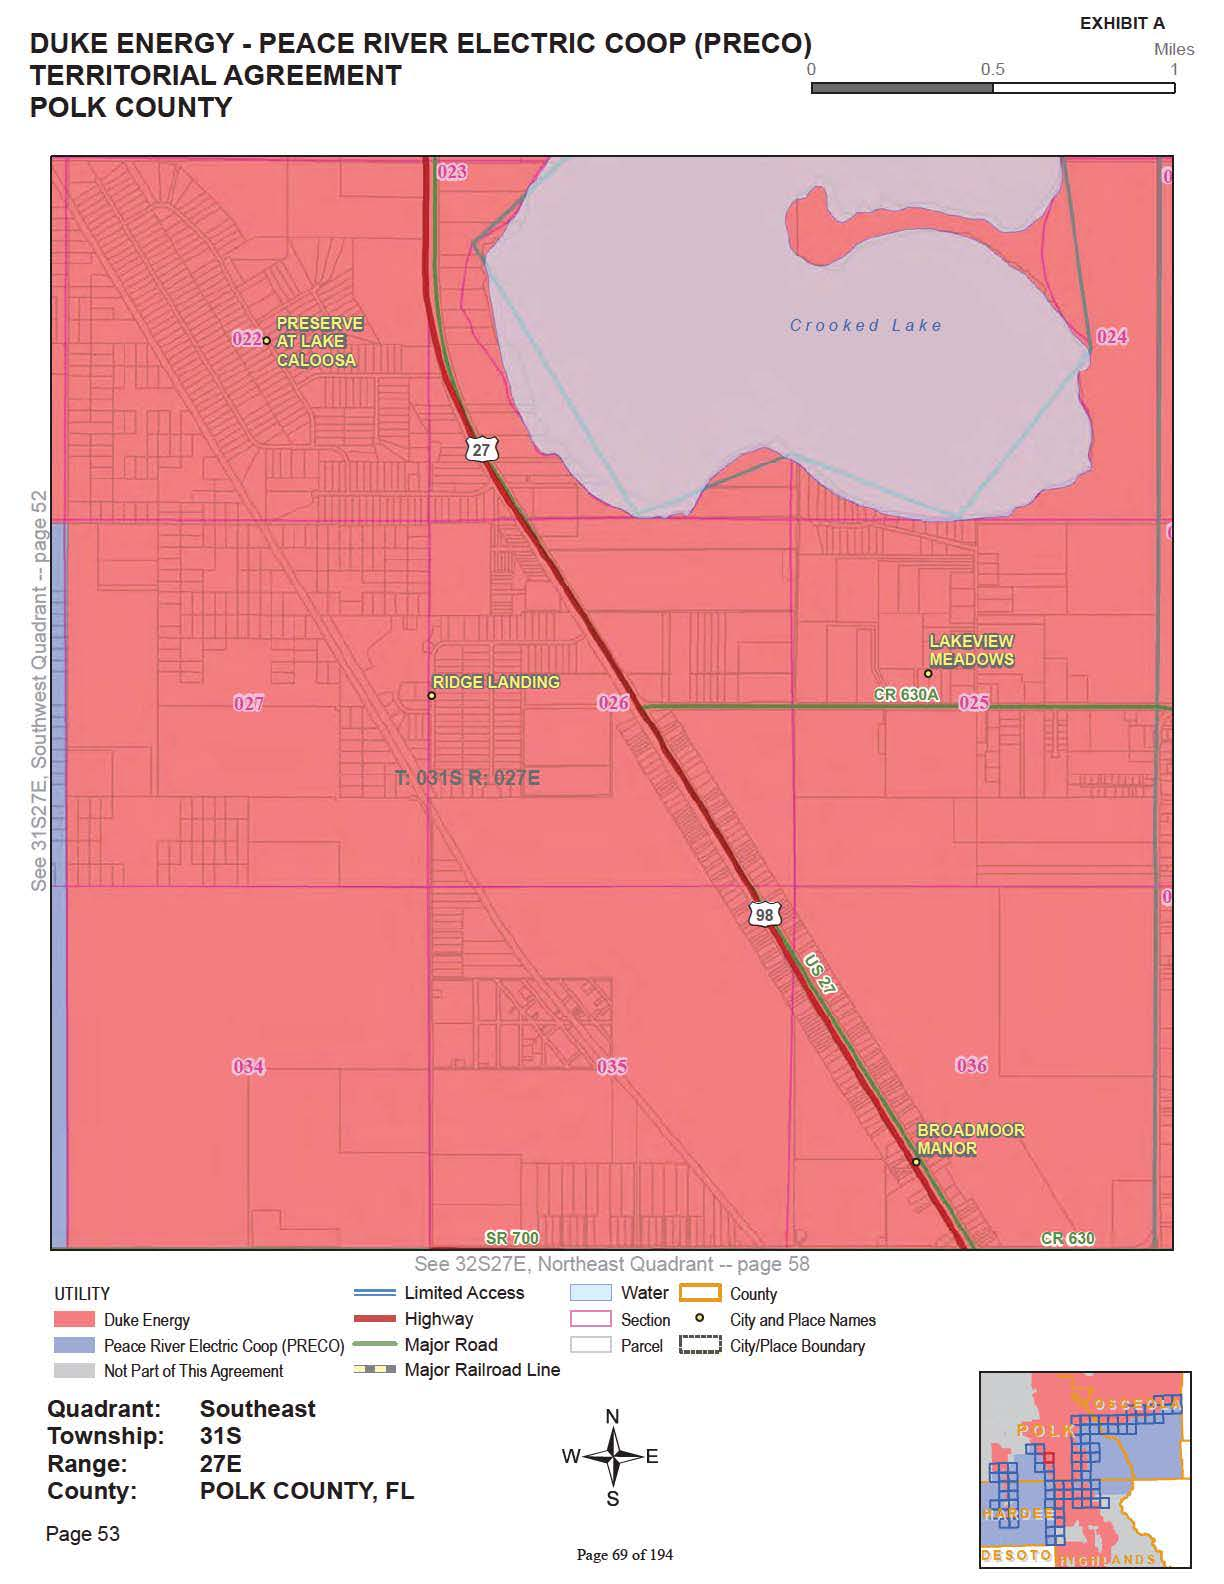 EXHIBIT A
DUKE ENERGY - PEACE RIVER ELECTRIC COOP (PRECO)
TERRITORIAL AGREEMENT
POLK COUNTY
Miles
0 0.5 1
023
022
PRESERVE
AT LAKE
CALOOSA
Crooked Lake
024
27
See 31S27E, Southwest Quadrant -- page 52
LAKEVIEW
MEADOWS
RIDGE LANDING
CR 630A
027
026
025
T: 031S R: 027E
98
US 27
034
035
036
BROADMOOR
MANOR
SR 700
CR 630
See 32S27E, Northeast Quadrant -- page 58
UTILITY
Duke Energy
Peace River Electric Coop (PRECO)
Not Part of This Agreement
Limited Access
Highway
Major Road
Major Railroad Line
Water
Section
Parcel
County
City and Place Names
City/Place Boundary
Quadrant: Southeast
Township: 31S
Range: 27E
County: POLK COUNTY, FL
Page 53
N
W E
S
Page 69 of 194
OSCEOLA
POLK
HARDEE
DESOTO
HIGHLANDS